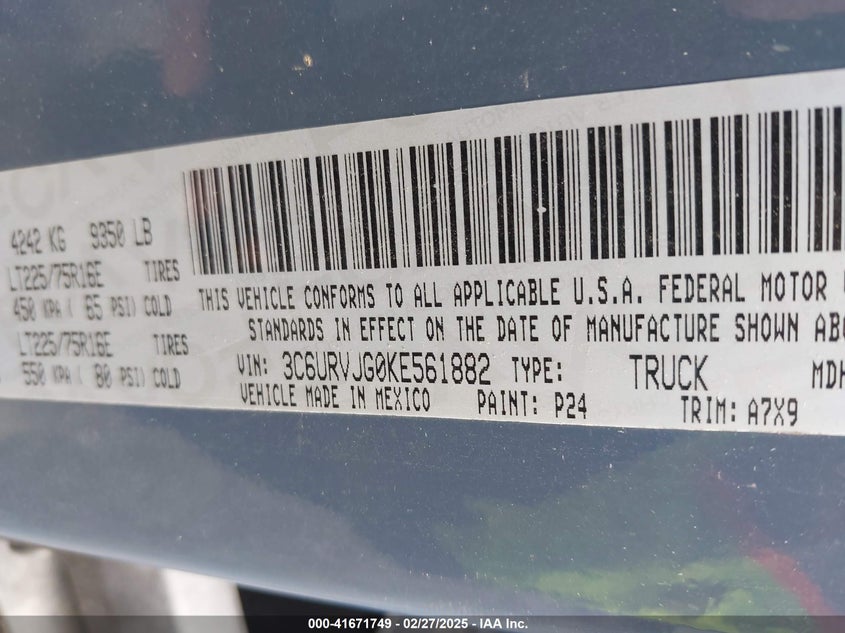 4242 KG 9350 LB
LT225/75R16E TIRES
450 KPA ( 65 PSI) COLD
LT225/75R16E TIRES
550 KPA ( 80 PSI) COLD
THIS VEHICLE CONFORMS TO ALL APPLICABLE U.S.A. FEDERAL MOTOR
STANDARDS IN EFFECT ON THE DATE OF MANUFACTURE SHOWN ABO
VIN: 3C6URVJG0KE561882 TYPE: TRUCK MDH
VEHICLE MADE IN MEXICO PAINT: P24 TRIM: A7X9
000-41671749 - 02/27/2025 - IAA Inc.